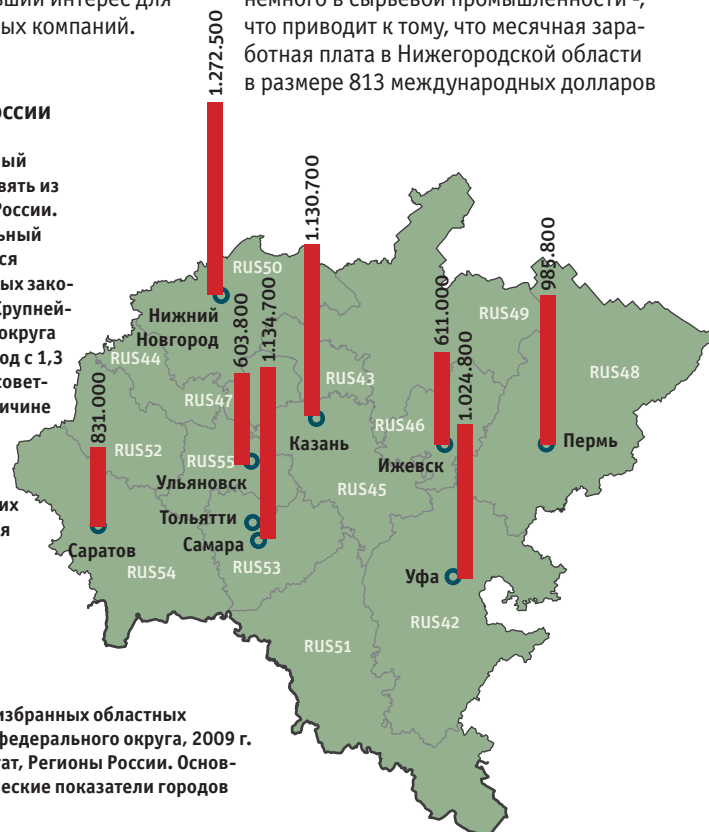 ший интерес для
ых компаний.
немного в сырьевой промышленности
что приводит к тому, что месячная зара-
ботная плата в Нижегородской области
в размере 813 международных долларов
оссии
ный
вять из
России.
ьный
ся
ых зако-
Крупней-
округа
од с 1,3
совет-
ичине
их
я
1.272.500
1.130.700
985.800
RUS50
Нижний
Новгород
603.800
1.134.700
611.000
1.024.800
RUS49
RUS44
RUS43
RUS48
831.000
RUS47
RUS46
Казань
Пермь
RUS52
RUS55
Ижевск
Ульяновск
RUS45
Тольятти
Самара
Саратов
RUS54
RUS53
Уфа
RUS42
RUS51
избранных областных
федерального округа, 2009 г.
тат, Регионы России. Основ-
ческие показатели городов